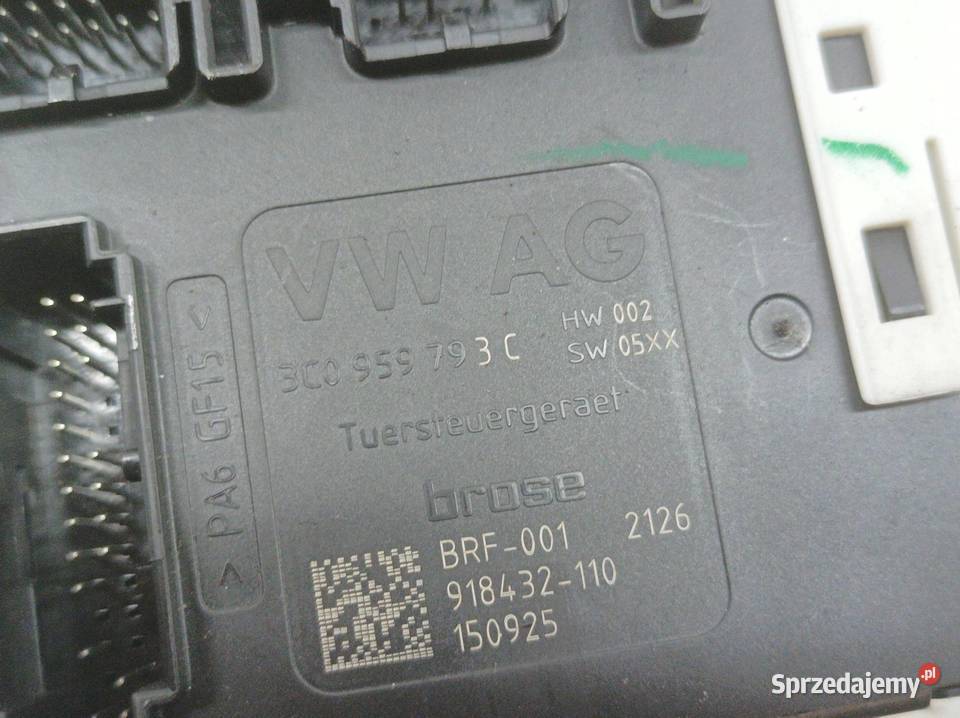 VW AG
3C0 959 793 C
HW 002
SW 05XX
Tuersteuergeraet
brose
BRF-001 2126
918432-110
150925
> PA6 GF15 <
Sprzedajemy.pl